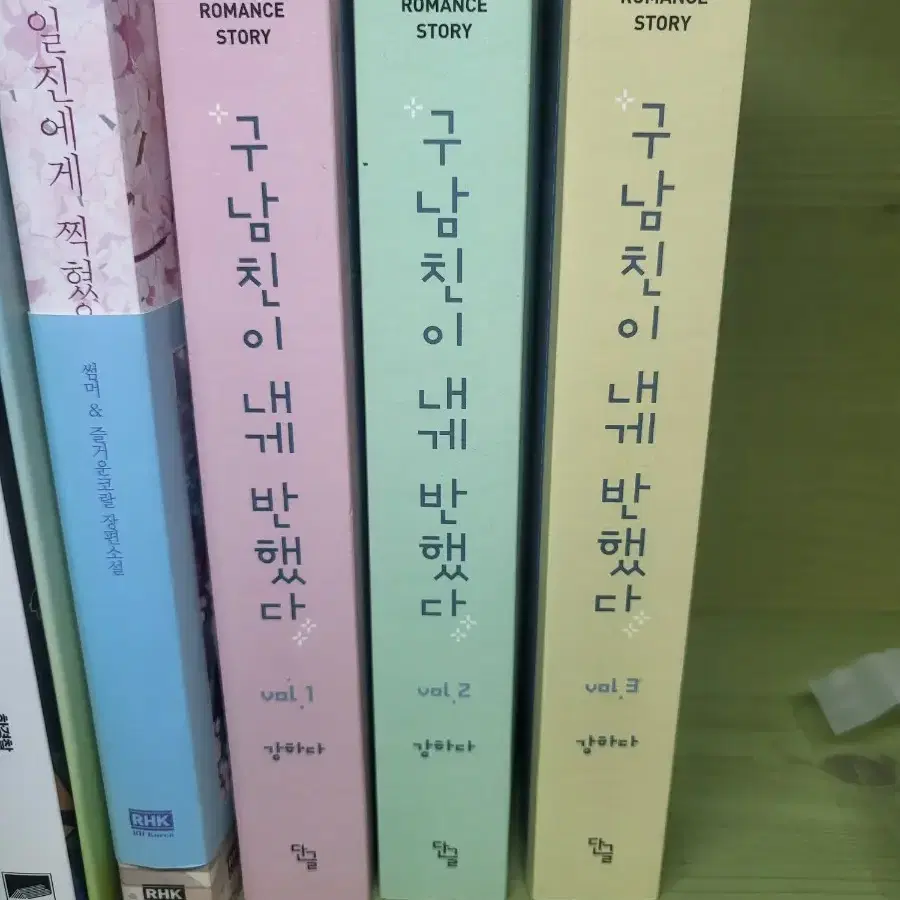 일진에게 찍혔
썸머 & 즐거운코랄 장편소설
RHK
RH Korea
RHK
ROMANCE
STORY
구남친이 내게 반했다
vol.1
강하다
단글
ROMANCE
STORY
구남친이 내게 반했다
vol.2
강하다
단글
ROMANCE
STORY
구남친이 내게 반했다
vol.3
강하다
단글